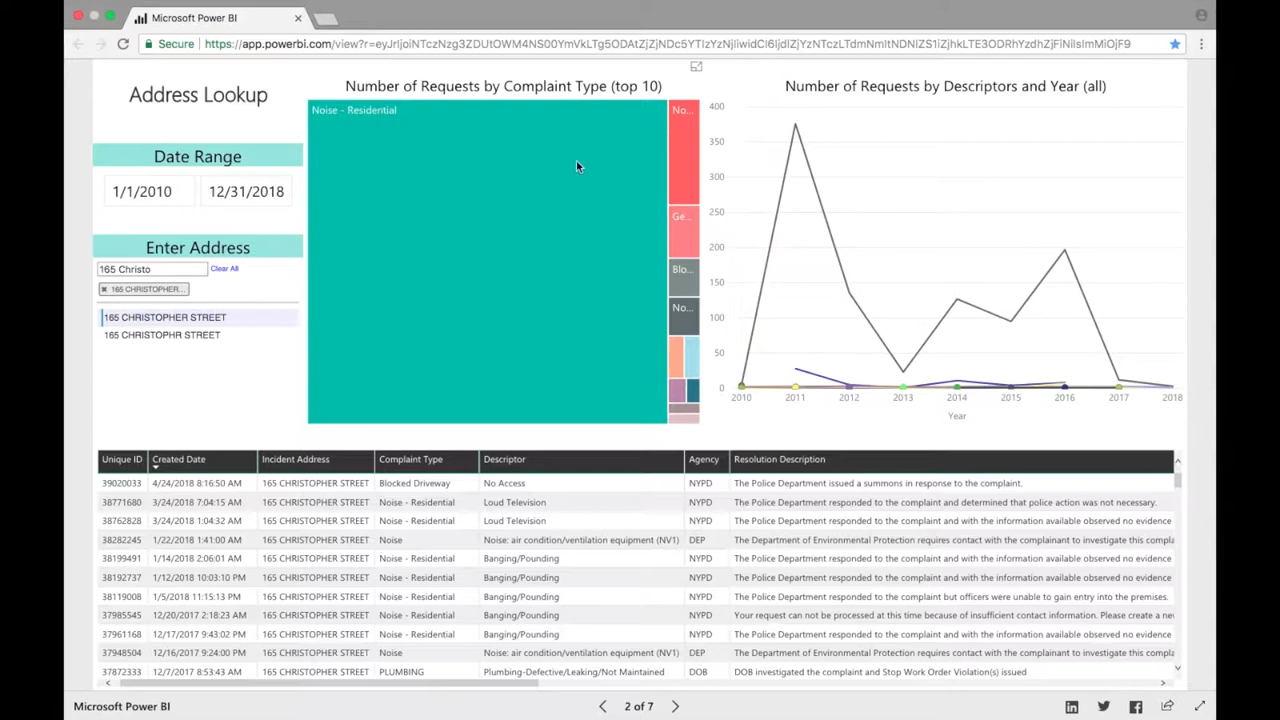 Microsoft Power BI
Secure https://app.powerbi.com/view?r=
Address Lookup
Date Range
1/1/2010 12/31/2018
Enter Address
165 Christo Clear All
165 CHRISTOPHER...
165 CHRISTOPHER STREET
165 CHRISTOPHR STREET
Number of Requests by Complaint Type (top 10)
Noise - Residential
No...
Ge...
Blo...
No...
Number of Requests by Descriptors and Year (all)
400
350
300
250
200
150
100
50
0
2010 2011 2012 2013 2014 2015 2016 2017 2018
Year
Unique ID Created Date Incident Address Complaint Type Descriptor Agency Resolution Description
39020033 4/24/2018 8:16:50 AM 165 CHRISTOPHER STREET Blocked Driveway No Access NYPD The Police Department issued a summons in response to the complaint.
38771680 3/24/2018 7:04:15 AM 165 CHRISTOPHER STREET Noise - Residential Loud Television NYPD The Police Department responded to the complaint and determined that police action was not necessary.
38762828 3/24/2018 1:04:32 AM 165 CHRISTOPHER STREET Noise - Residential Loud Television NYPD The Police Department responded to the complaint and with the information available observed no evidence
38282245 1/22/2018 1:41:00 AM 165 CHRISTOPHER STREET Noise Noise: air condition/ventilation equipment (NV1) DEP The Department of Environmental Protection requires contact with the complainant to investigate this compla
38199491 1/14/2018 2:06:01 AM 165 CHRISTOPHER STREET Noise - Residential Banging/Pounding NYPD The Police Department responded to the complaint and with the information available observed no evidence
38192737 1/12/2018 10:03:10 PM 165 CHRISTOPHER STREET Noise - Residential Banging/Pounding NYPD The Police Department responded to the complaint and with the information available observed no evidence
38119008 1/5/2018 11:15:13 PM 165 CHRISTOPHER STREET Noise - Residential Banging/Pounding NYPD The Police Department responded to the complaint but officers were unable to gain entry into the premises.
37985545 12/20/2017 2:18:23 AM 165 CHRISTOPHER STREET Noise - Residential Banging/Pounding NYPD Your request can not be processed at this time because of insufficient contact information. Please create a nev
37961168 12/17/2017 9:43:02 PM 165 CHRISTOPHER STREET Noise - Residential Banging/Pounding NYPD The Police Department responded to the complaint and with the information available observed no evidence
37948504 12/16/2017 9:24:00 PM 165 CHRISTOPHER STREET Noise Noise: air condition/ventilation equipment (NV1) DEP The Department of Environmental Protection requires contact with the complainant to investigate this compla
37872333 12/7/2017 8:53:43 AM 165 CHRISTOPHER STREET PLUMBING Plumbing-Defective/Leaking/Not Maintained DOB DOB investigated the complaint and Stop Work Order Violation(s) issued
Microsoft Power BI 2 of 7